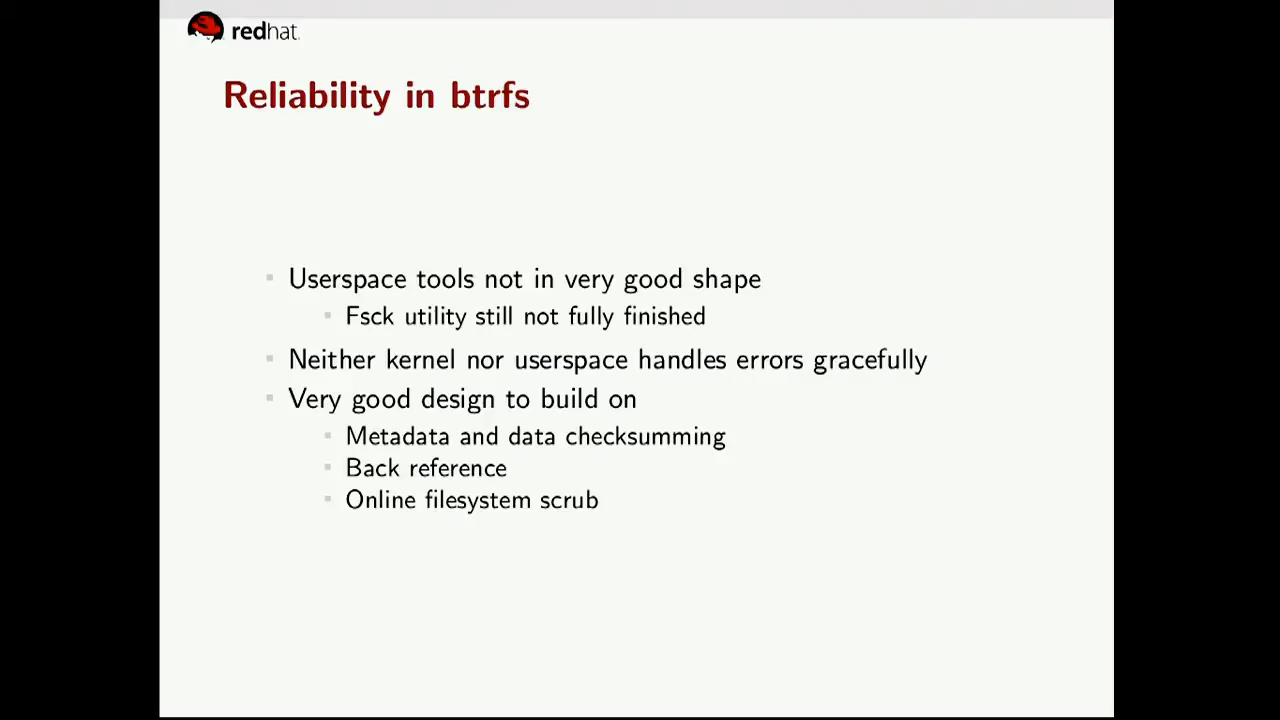 redhat.
Reliability in btrfs
Userspace tools not in very good shape
Fsck utility still not fully finished
Neither kernel nor userspace handles errors gracefully
Very good design to build on
Metadata and data checksumming
Back reference
Online filesystem scrub